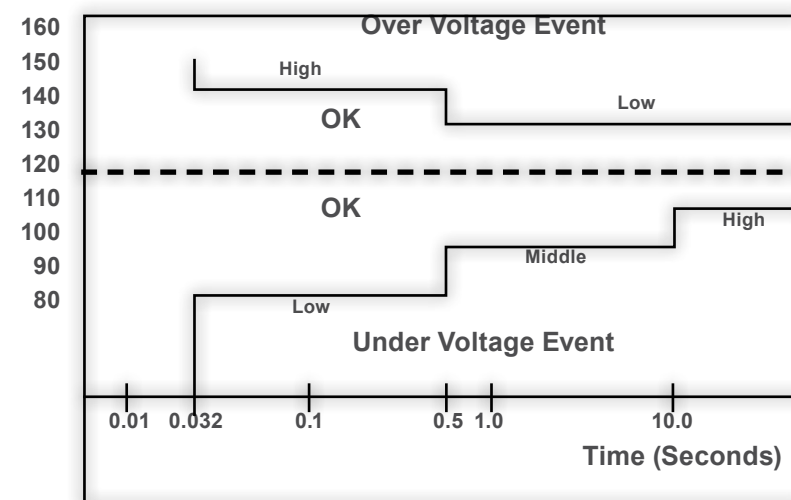 Over Voltage Event
160
150
High
140
Low
OK
130
120
110
OK
High
100
Middle
90
80
Low
Under Voltage Event
0.01 0.032 0.1 0.5 1.0 10.0
Time (Seconds)